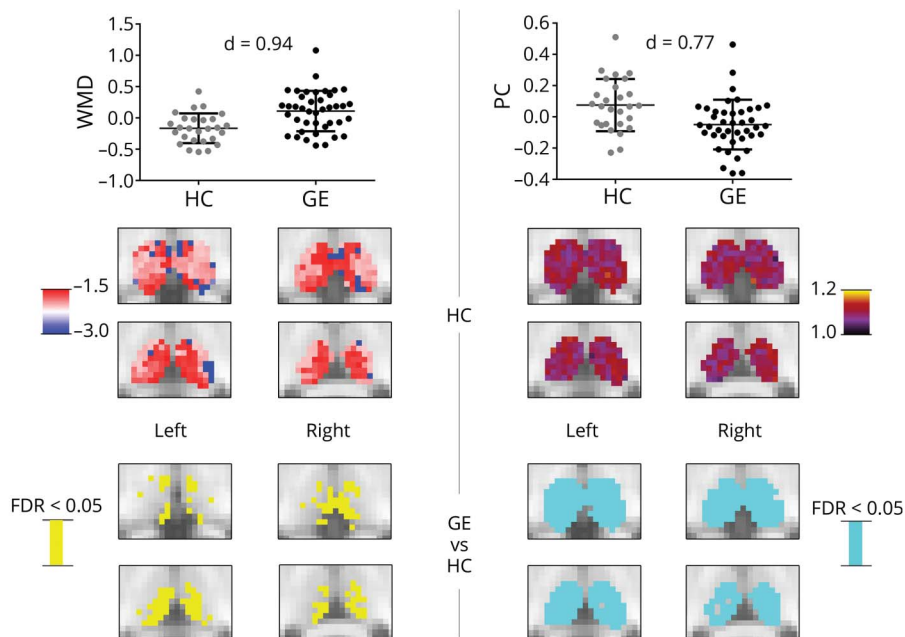 1.5
1.0
0.5
0.0
−0.5
−1.0
WMD
d = 0.94
HC
GE
0.6
0.4
0.2
0.0
−0.2
−0.4
PC
d = 0.77
HC
GE
−1.5
−3.0
HC
1.2
1.0
Left
Right
Left
Right
FDR < 0.05
GE
vs
HC
FDR < 0.05